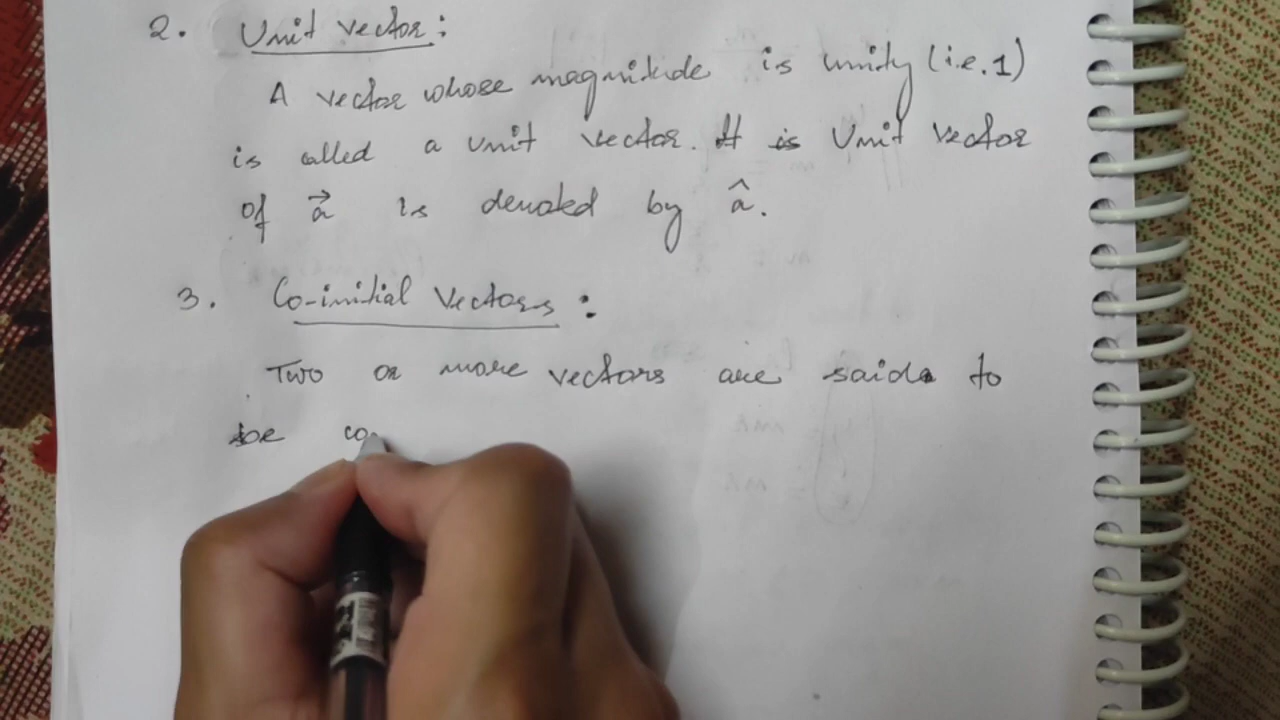 2. Unit vector:
A vector whose magnitude is unity (i.e. 1)
is called a unit vector. It is Unit vector
of a⃗ is denoted by â.
3. Co-initial Vectors :
Two or more vectors are said to
be co